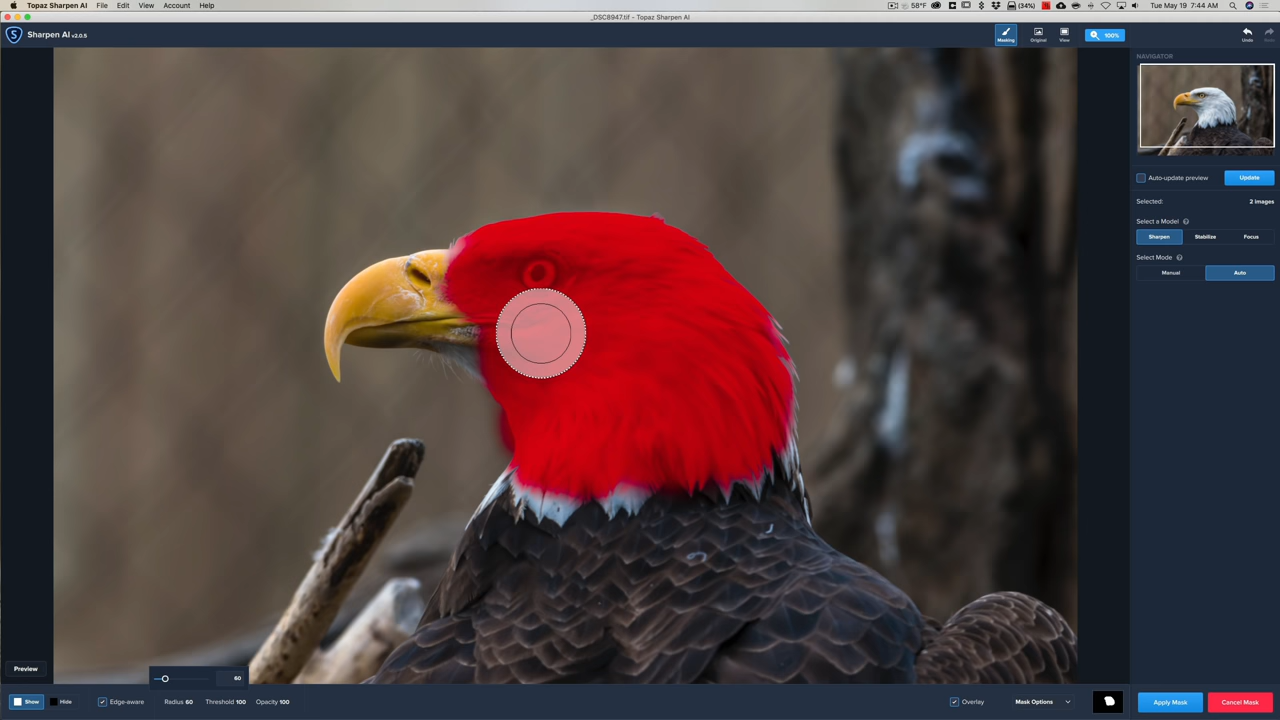 Topaz Sharpen AI File Edit View Account Help 58°F (34%) Tue May 19 7:44 AM
_DSC8947.tif - Topaz Sharpen AI
Sharpen AI v2.0.5
Masking Original View 100% Undo Redo
NAVIGATOR
Auto-update preview Update
Selected: 2 images
Select a Model ?
Sharpen Stabilize Focus
Select Mode ?
Manual Auto
Preview
60
Show Hide Edge-aware Radius 60 Threshold 100 Opacity 100 Overlay Mask Options Apply Mask Cancel Mask